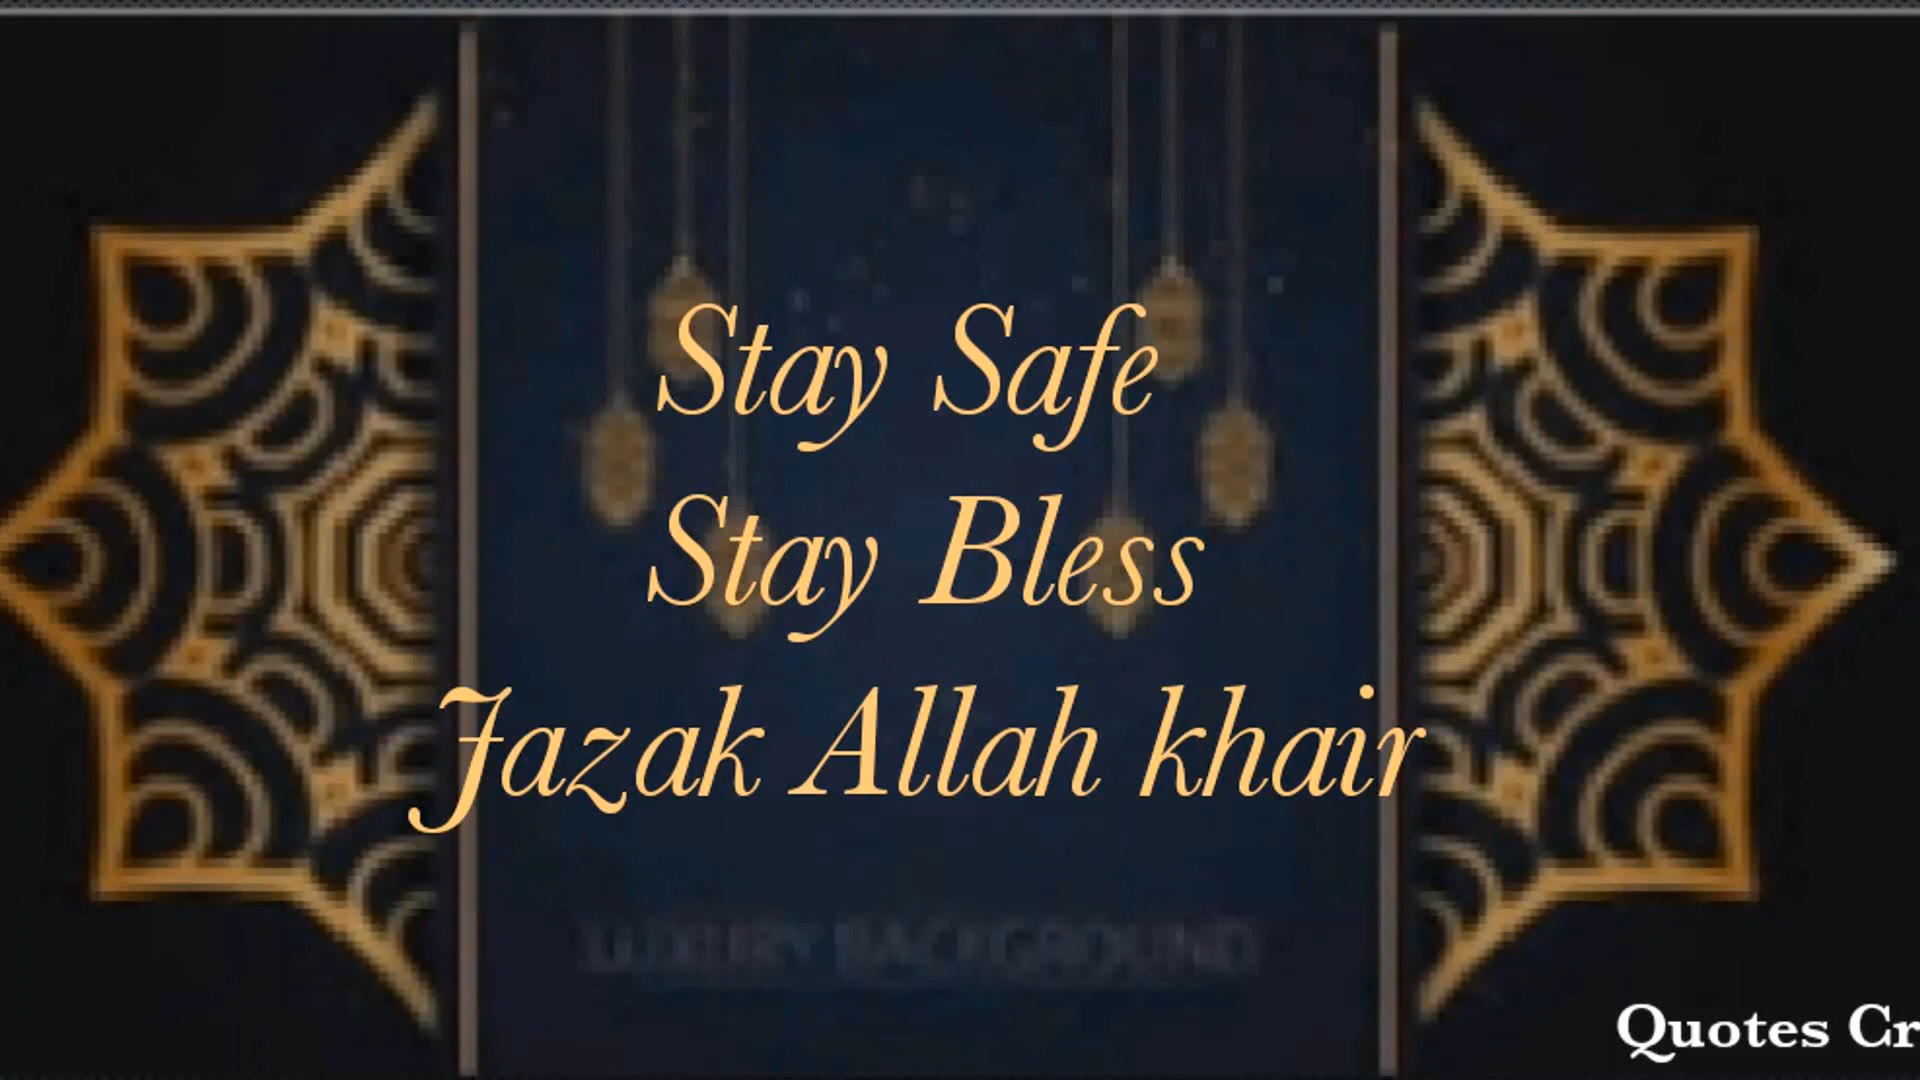 Stay Safe
Stay Bless
Jazak Allah khair
LUXURY BACKGROUND
Quotes Cr